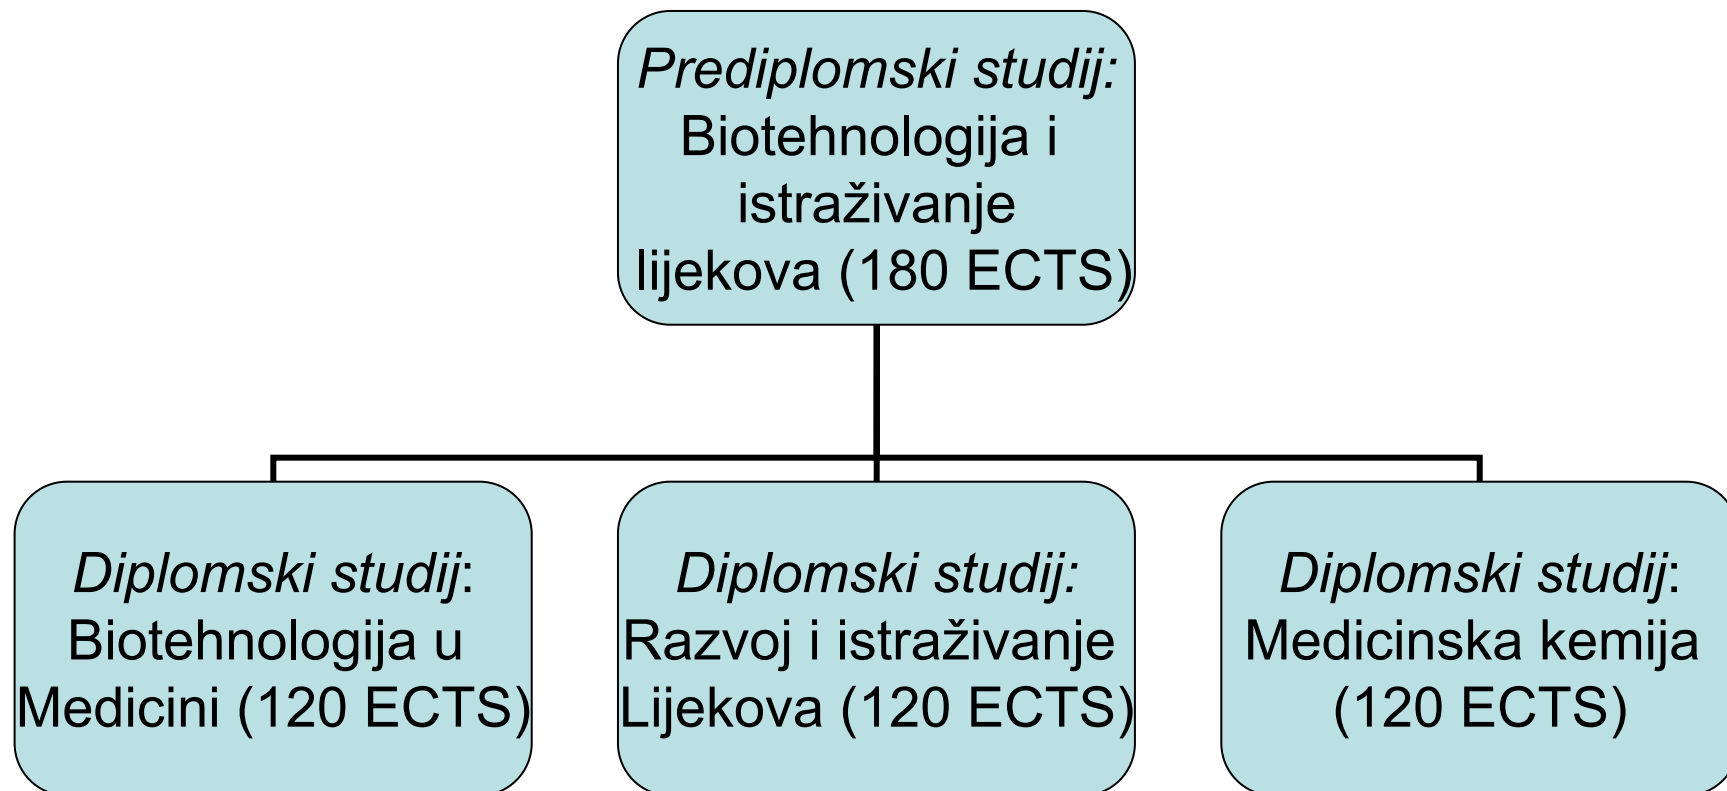 Prediplomski studij:
Biotehnologija i
istraživanje
lijekova (180 ECTS)
Diplomski studij:
Biotehnologija u
Medicini (120 ECTS)
Diplomski studij:
Razvoj i istraživanje
Lijekova (120 ECTS)
Diplomski studij:
Medicinska kemija
(120 ECTS)